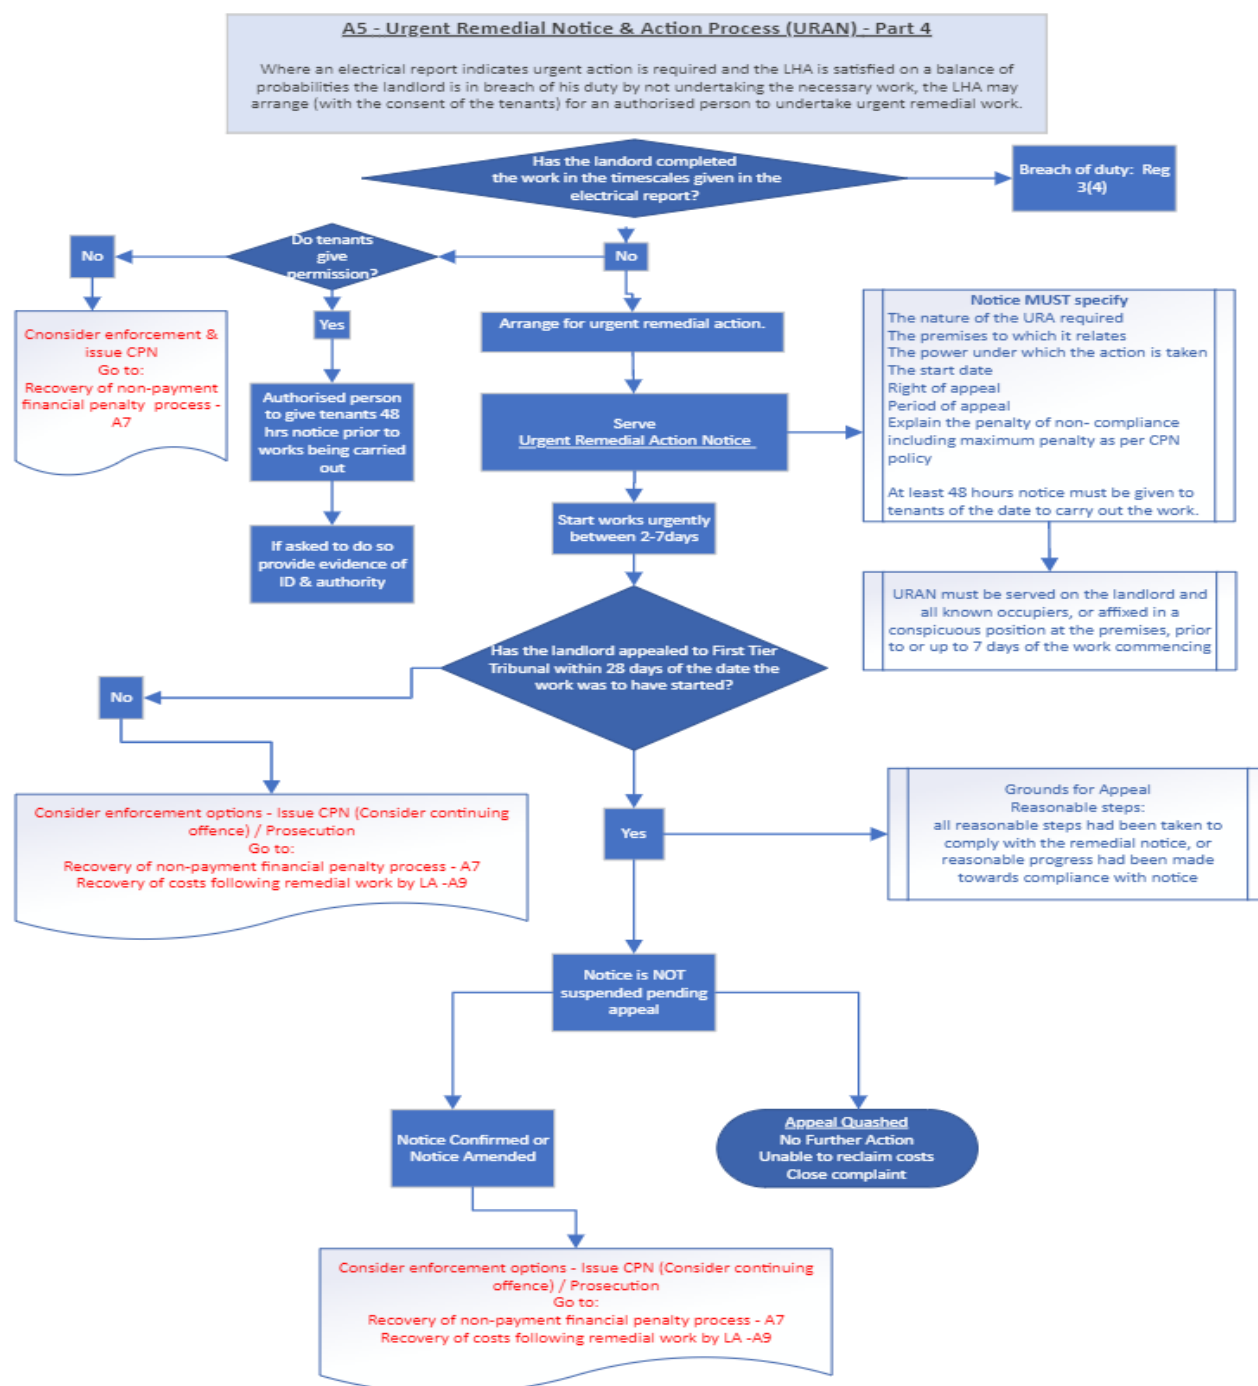 A5 - Urgent Remedial Notice & Action Process (URAN) - Part 4
Where an electrical report indicates urgent action is required and the LHA is satisfied on a balance of
probabilities the landlord is in breach of his duty by not undertaking the necessary work, the LHA may
arrange (with the consent of the tenants) for an authorised person to undertake urgent remedial work.
Has the landord completed
the work in the timescales given in the
electrical report?
Breach of duty: Reg
3(4)
No
Do tenants
give
permission?
No
Cnonsider enforcement &
issue CPN
Go to:
Recovery of non-payment
financial penalty process -
A7
Yes
Authorised person
to give tenants 48
hrs notice prior to
works being carried
out
If asked to do so
provide evidence of
ID & authority
Arrange for urgent remedial action.
Serve
Urgent Remedial Action Notice
Notice MUST specify
The nature of the URA required
The premises to which it relates
The power under which the action is taken
The start date
Right of appeal
Period of appeal
Explain the penalty of non- compliance
including maximum penalty as per CPN
policy
At least 48 hours notice must be given to
tenants of the date to carry out the work.
URAN must be served on the landlord and
all known occupiers, or affixed in a
conspicuous position at the premises, prior
to or up to 7 days of the work commencing
Start works urgently
between 2-7days
Has the landlord appealed to First Tier
Tribunal within 28 days of the date the
work was to have started?
No
Consider enforcement options - Issue CPN (Consider continuing
offence) / Prosecution
Go to:
Recovery of non-payment financial penalty process - A7
Recovery of costs following remedial work by LA -A9
Yes
Grounds for Appeal
Reasonable steps:
all reasonable steps had been taken to
comply with the remedial notice, or
reasonable progress had been made
towards compliance with notice
Notice is NOT
suspended pending
appeal
Notice Confirmed or
Notice Amended
Appeal Quashed
No Further Action
Unable to reclaim costs
Close complaint
Consider enforcement options - Issue CPN (Consider continuing
offence) / Prosecution
Go to:
Recovery of non-payment financial penalty process - A7
Recovery of costs following remedial work by LA -A9